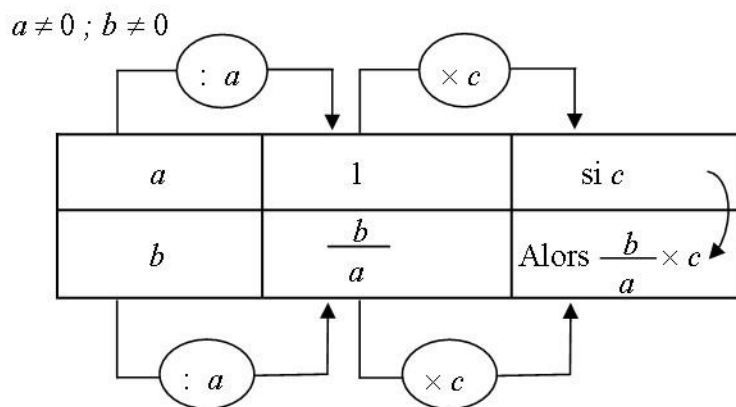 a ≠ 0 ; b ≠ 0
: a
× c
a 1 si c
b b/a Alors b/a × c
: a
× c